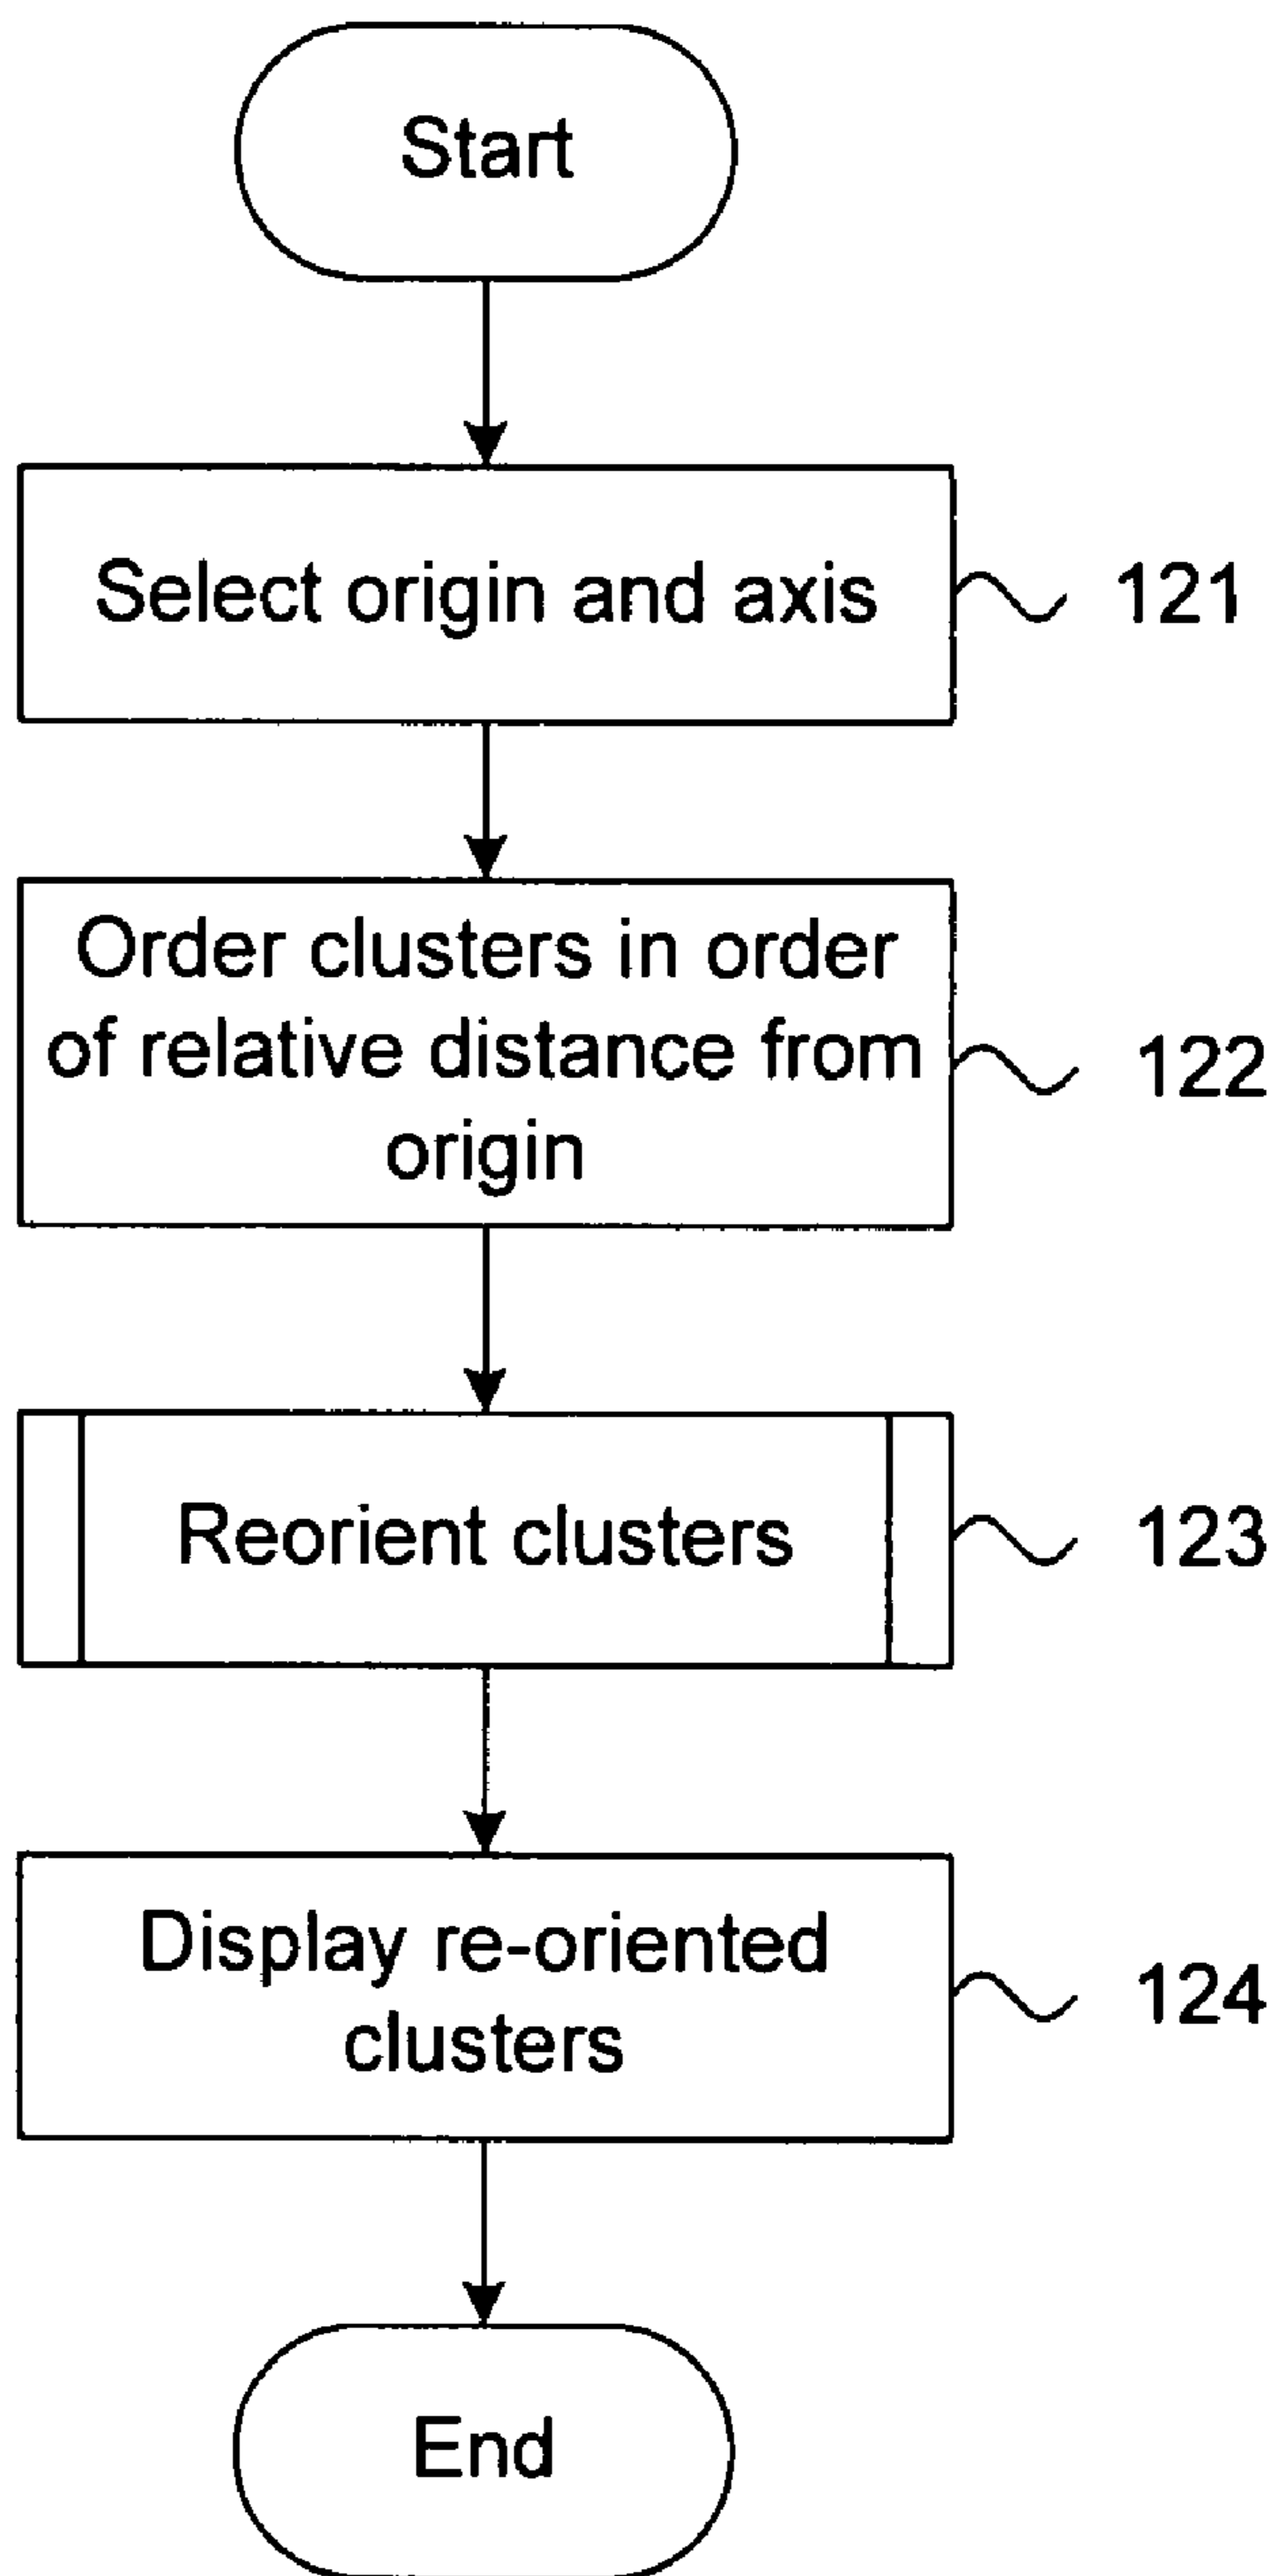 Start
Select origin and axis
121
Order clusters in order
of relative distance from
origin
122
Reorient clusters
123
Display re-oriented
clusters
124
End